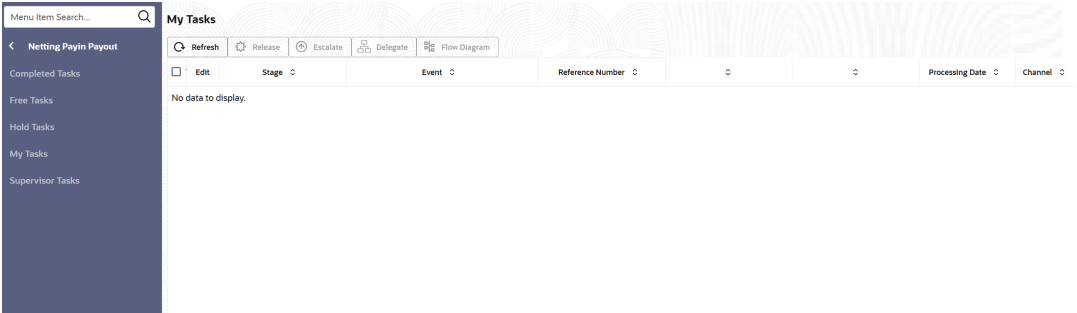 Menu Item Search...
Netting Payin Payout
Completed Tasks
Free Tasks
Hold Tasks
My Tasks
Supervisor Tasks
My Tasks
Refresh Release Escalate Delegate Flow Diagram
Edit Stage Event Reference Number Processing Date Channel
No data to display.